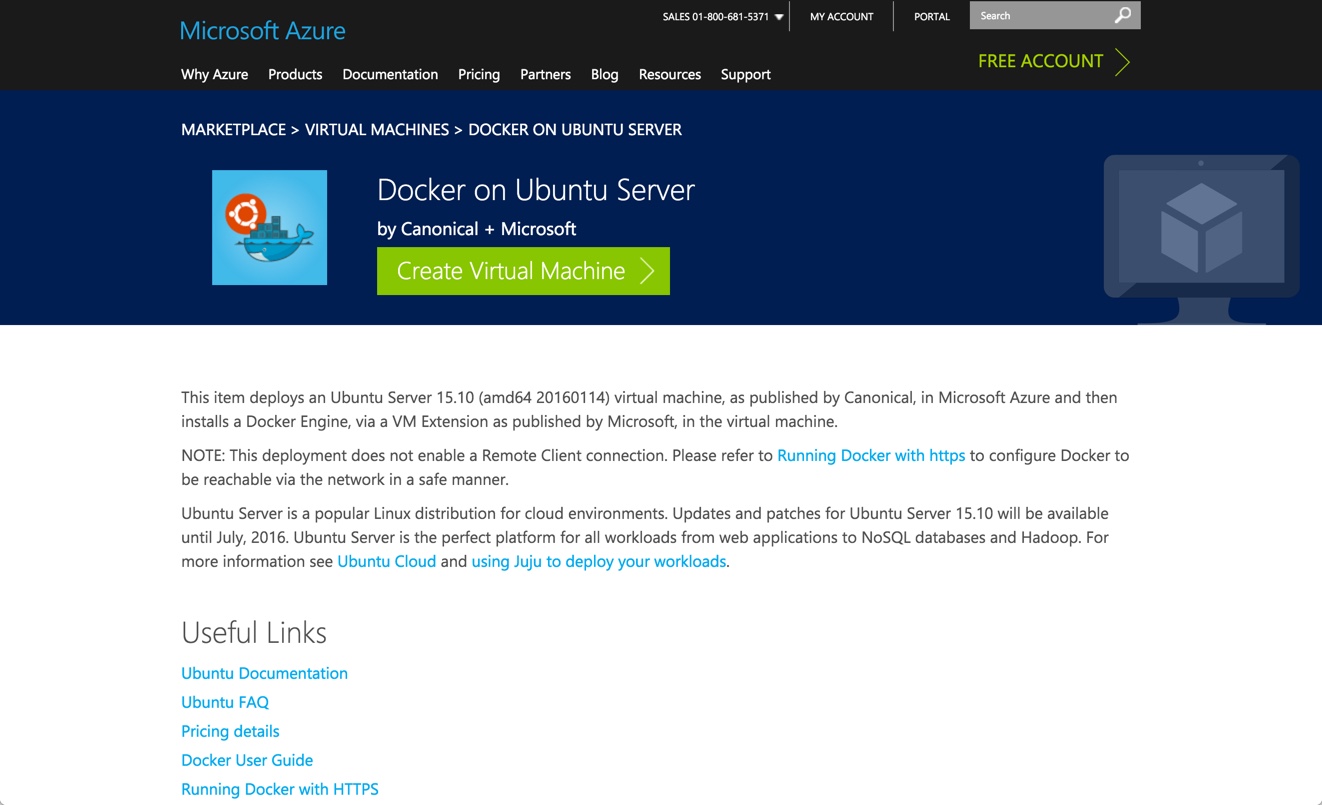 Microsoft Azure
SALES 01-800-681-5371
MY ACCOUNT
PORTAL
Search
FREE ACCOUNT
Why Azure Products Documentation Pricing Partners Blog Resources Support
MARKETPLACE > VIRTUAL MACHINES > DOCKER ON UBUNTU SERVER
Docker on Ubuntu Server
by Canonical + Microsoft
Create Virtual Machine
This item deploys an Ubuntu Server 15.10 (amd64 20160114) virtual machine, as published by Canonical, in Microsoft Azure and then
installs a Docker Engine, via a VM Extension as published by Microsoft, in the virtual machine.
NOTE: This deployment does not enable a Remote Client connection. Please refer to Running Docker with https to configure Docker to
be reachable via the network in a safe manner.
Ubuntu Server is a popular Linux distribution for cloud environments. Updates and patches for Ubuntu Server 15.10 will be available
until July, 2016. Ubuntu Server is the perfect platform for all workloads from web applications to NoSQL databases and Hadoop. For
more information see Ubuntu Cloud and using Juju to deploy your workloads.
Useful Links
Ubuntu Documentation
Ubuntu FAQ
Pricing details
Docker User Guide
Running Docker with HTTPS